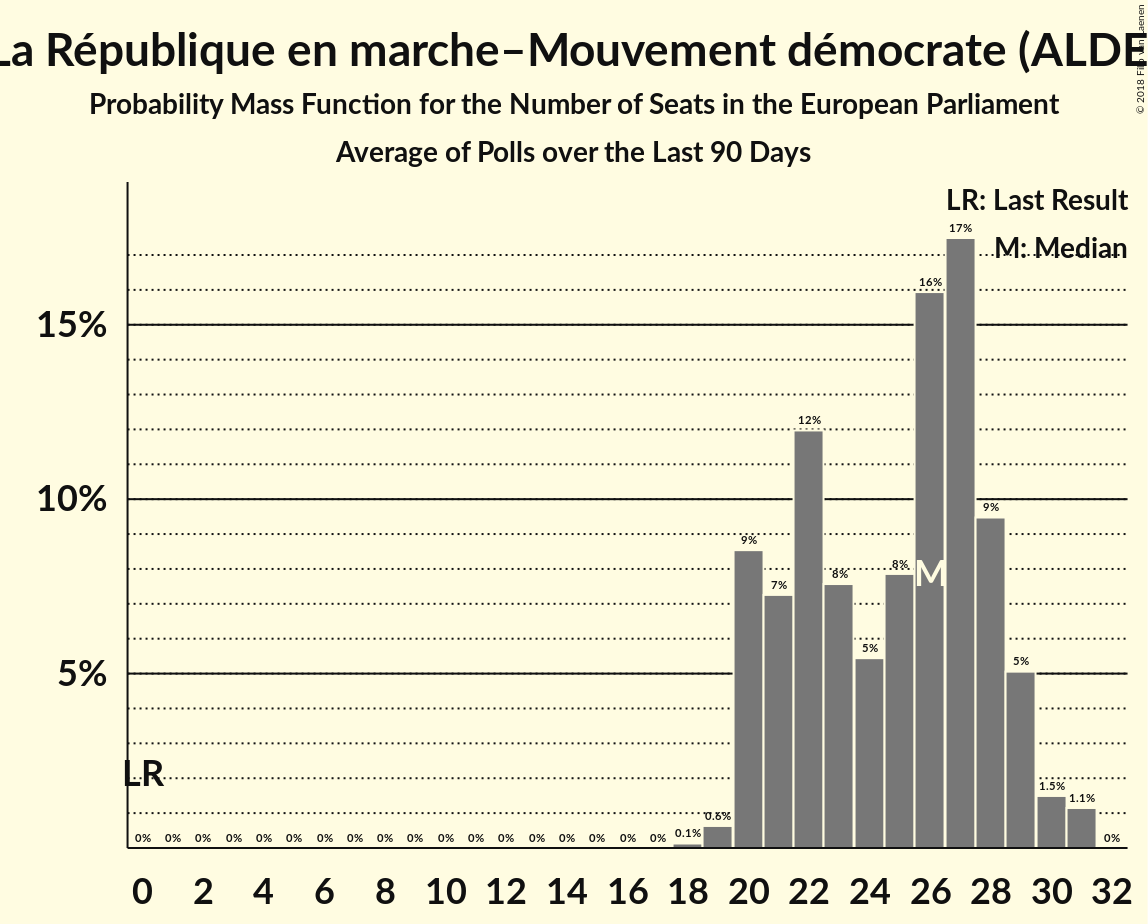 La République en marche–Mouvement démocrate (ALDE
Probability Mass Function for the Number of Seats in the European Parliament
Average of Polls over the Last 90 Days
LR: Last Result
M: Median
17%
16%
15%
12%
10%
9%
9%
8%
8%
7%
M
5%
5%
5%
LR
1.5%
1.1%
0.6%
0.1%
0% 0% 0% 0% 0% 0% 0% 0% 0% 0% 0% 0% 0% 0% 0% 0% 0% 0% 0%
0 2 4 6 8 10 12 14 16 18 20 22 24 26 28 30 32
© 2018